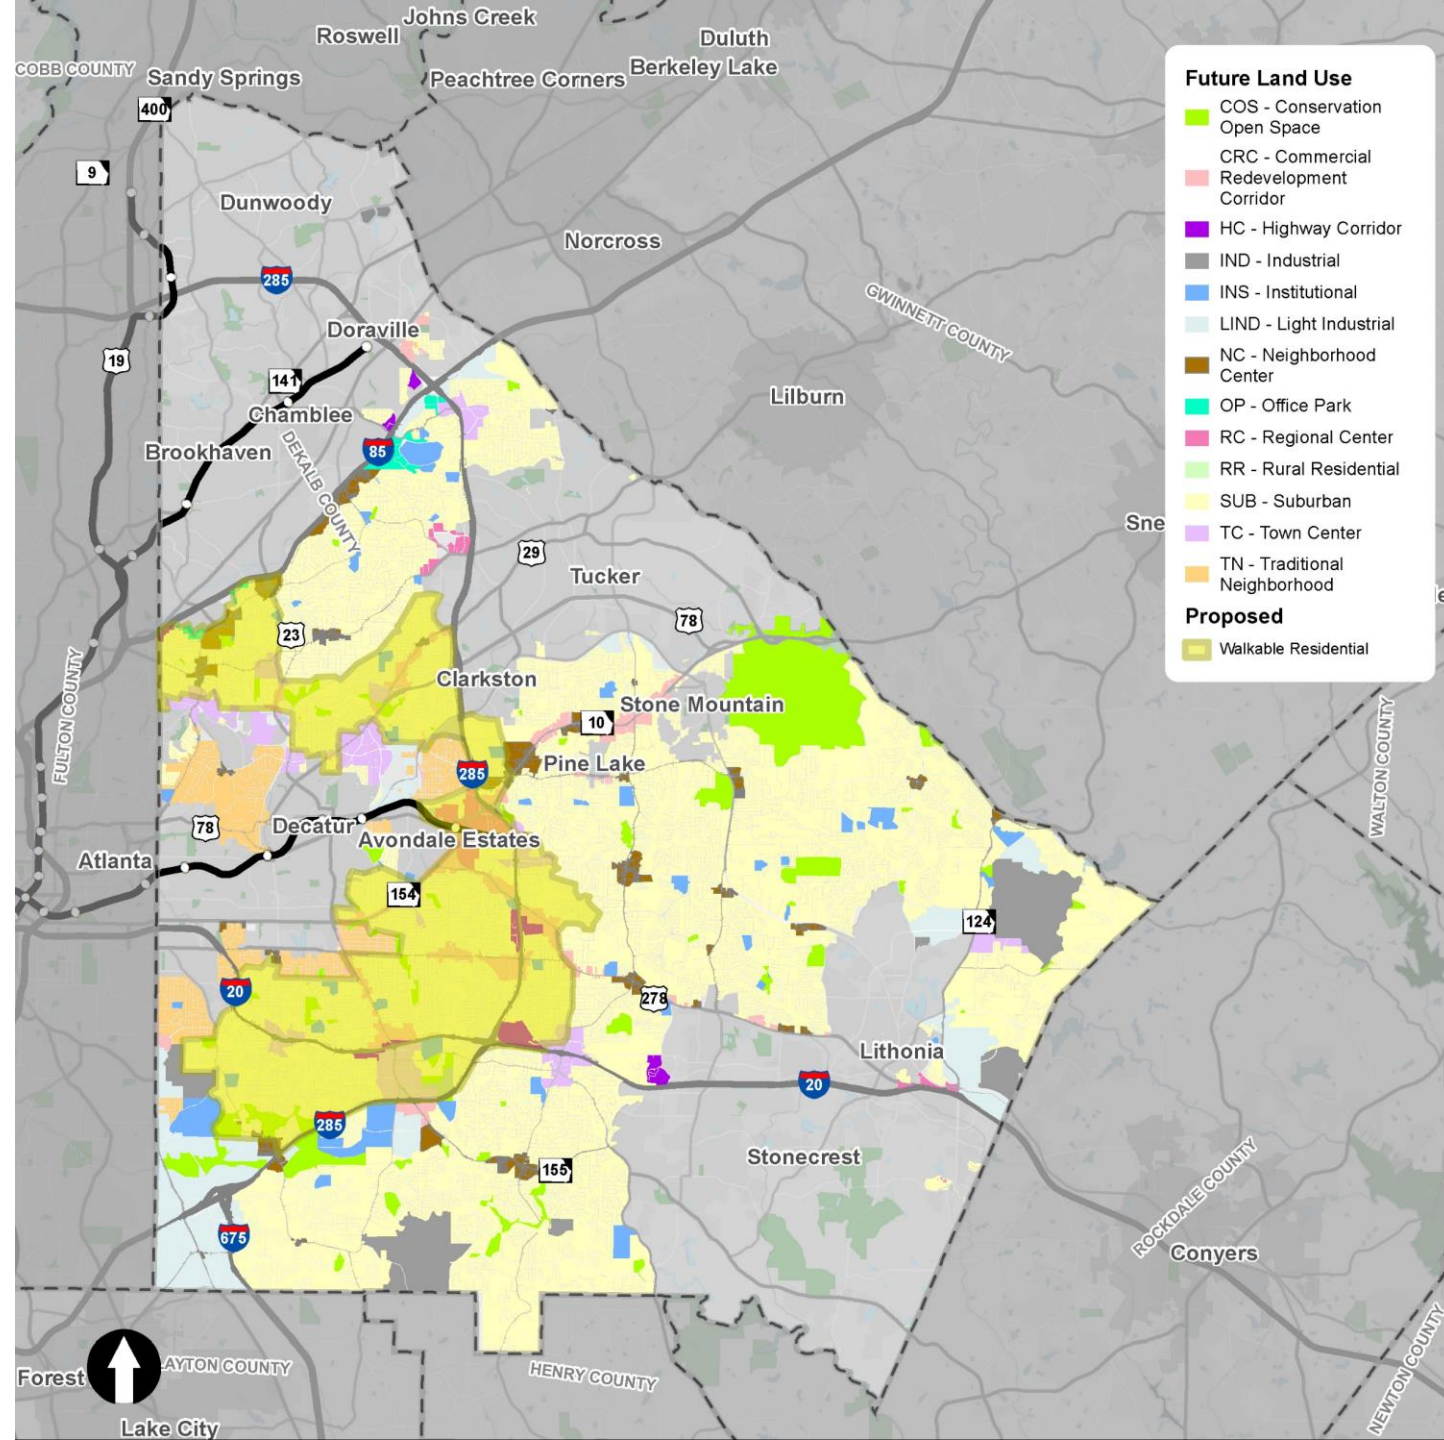 Johns Creek
Roswell
Duluth
COBB COUNTY
Sandy Springs
Peachtree Corners
Berkeley Lake
400
9
Dunwoody
Norcross
285
GWINNETT COUNTY
Doraville
19
141
Lilburn
Chamblee
Brookhaven
85
DEKALB COUNTY
Sne
29
Tucker
78
23
Clarkston
FULTON COUNTY
Stone Mountain
10
WALTON COUNTY
Pine Lake
285
78
Decatur
Avondale Estates
Atlanta
154
124
20
278
Lithonia
20
285
Stonecrest
155
ROCKDALE COUNTY
675
Conyers
NEWTON COUNTY
Forest
LAYTON COUNTY
HENRY COUNTY
Lake City
Future Land Use
COS - Conservation
Open Space
CRC - Commercial
Redevelopment
Corridor
HC - Highway Corridor
IND - Industrial
INS - Institutional
LIND - Light Industrial
NC - Neighborhood
Center
OP - Office Park
RC - Regional Center
RR - Rural Residential
SUB - Suburban
TC - Town Center
TN - Traditional
Neighborhood
Proposed
Walkable Residential